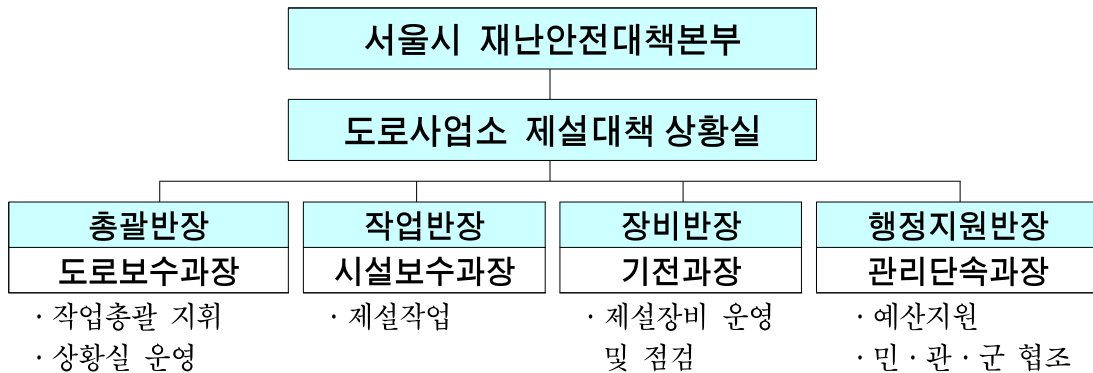 서울시 재난안전대책본부
도로사업소 제설대책 상황실
총괄반장
도로보수과장
· 작업총괄 지휘
· 상황실 운영
작업반장
시설보수과장
· 제설작업
장비반장
기전과장
· 제설장비 운영
및 점검
행정지원반장
관리단속과장
· 예산지원
· 민 · 관 · 군 협조